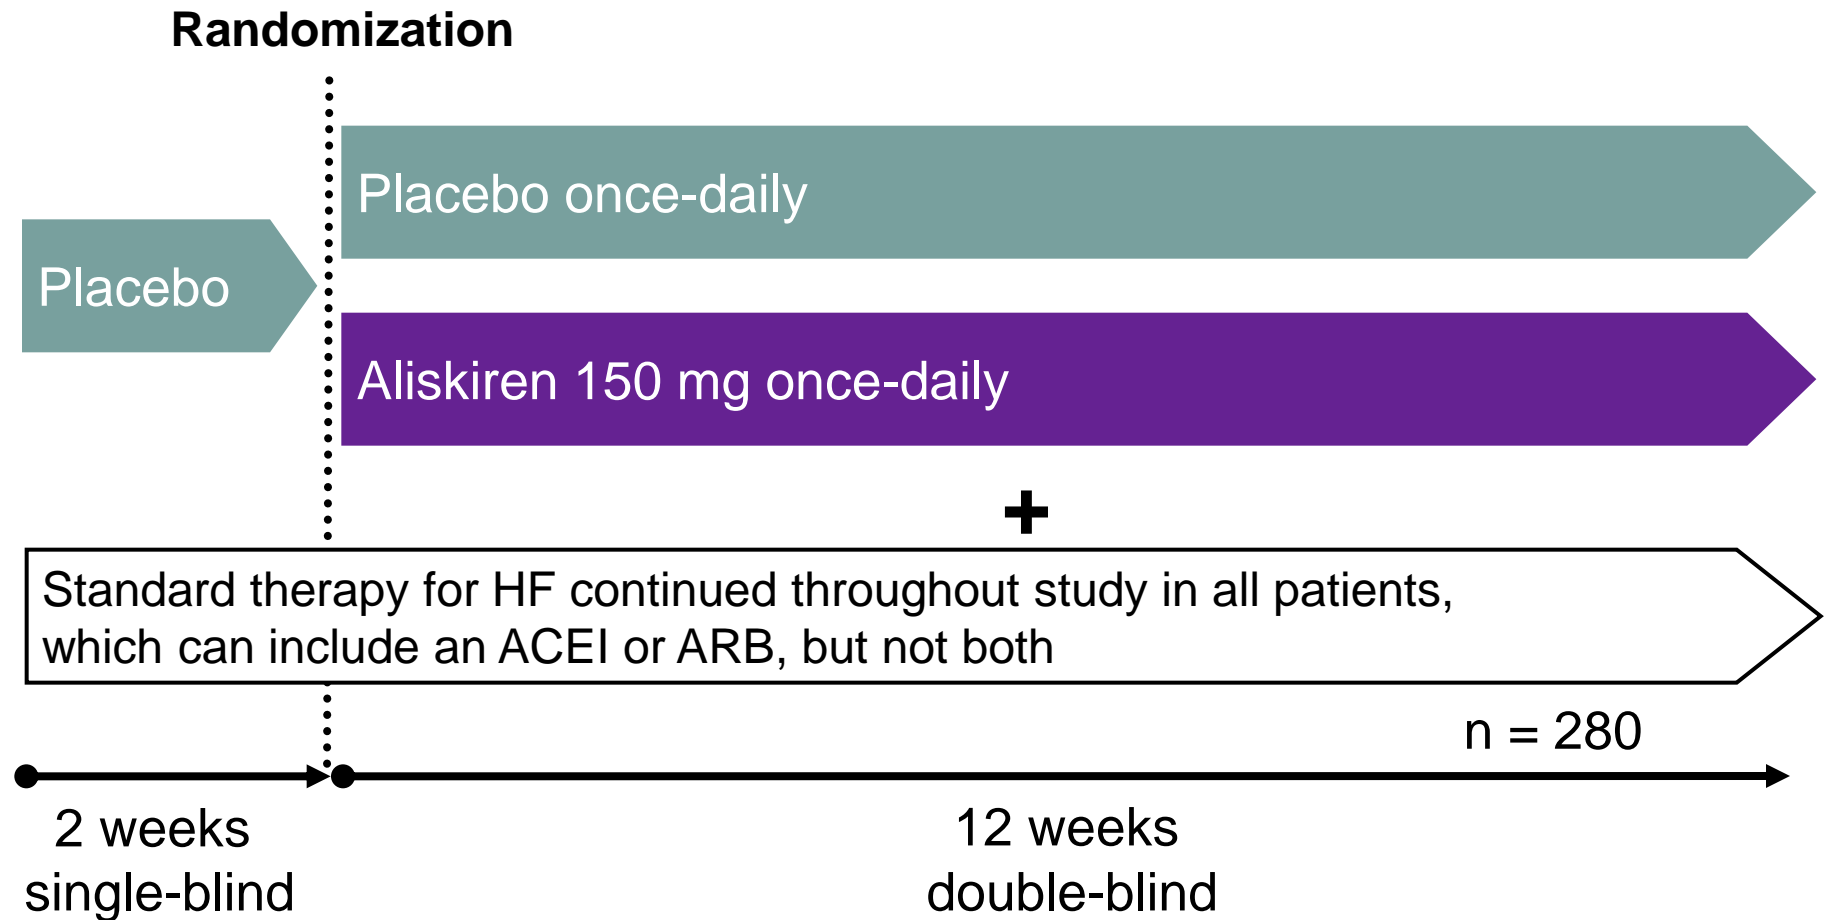 Randomization
Placebo once-daily
Placebo
Aliskiren 150 mg once-daily
+
Standard therapy for HF continued throughout study in all patients,
which can include an ACEI or ARB, but not both
n = 280
2 weeks
single-blind
12 weeks
double-blind